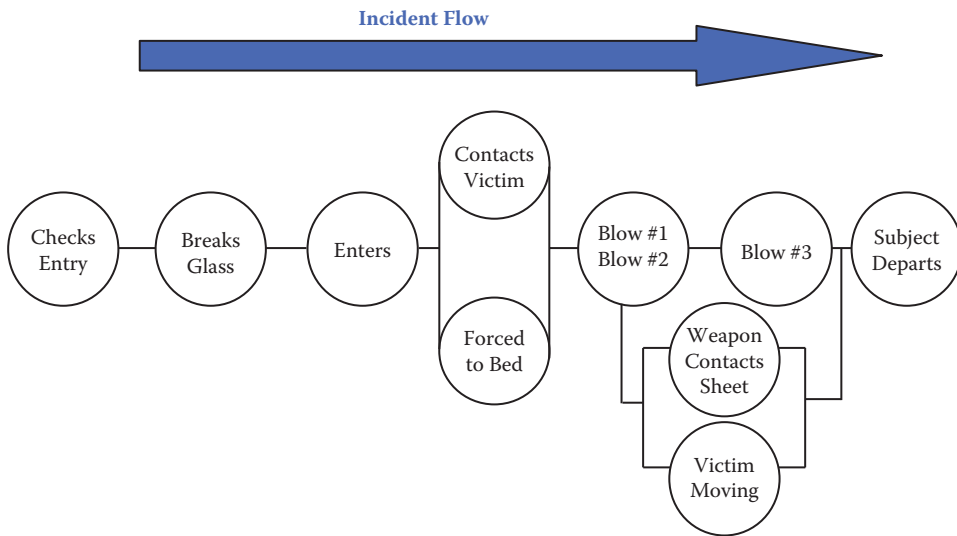 Incident Flow
Contacts
Victim
Checks
Entry
Breaks
Glass
Enters
Blow #1
Blow #2
Blow #3
Subject
Departs
Forced
to Bed
Weapon
Contacts
Sheet
Victim
Moving